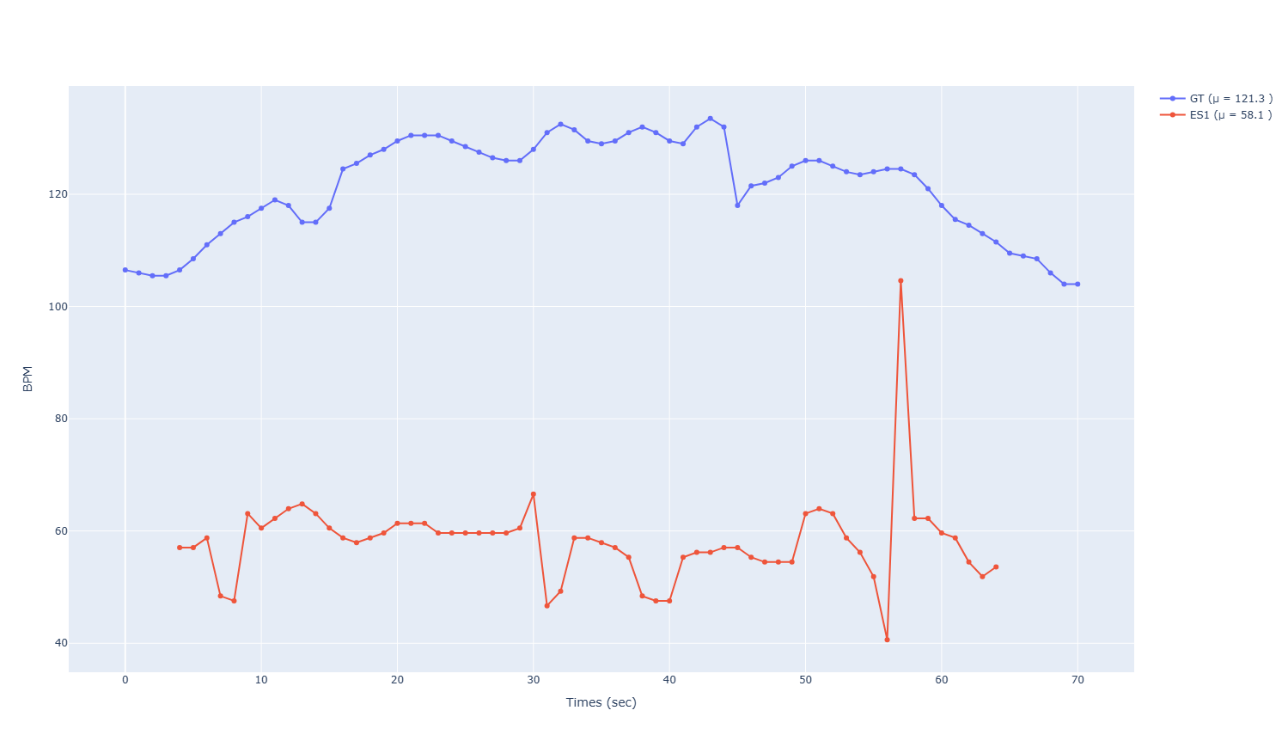 GT (μ = 121.3 )
ES1 (μ = 58.1 )
120
100
80
60
40
BPM
0 10 20 30 40 50 60 70
Times (sec)